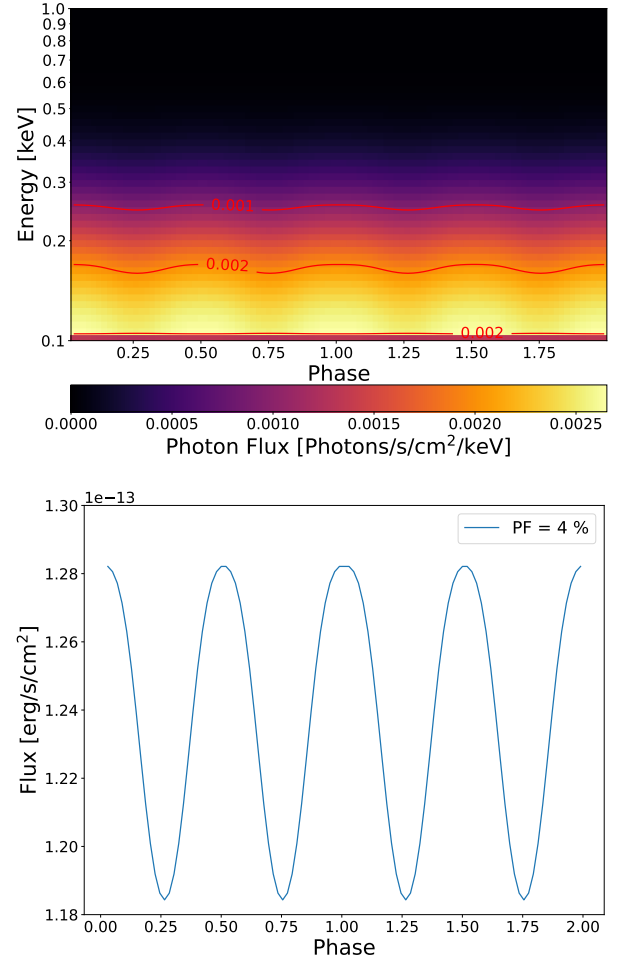 1.0
0.9
0.8
0.7
0.6
0.5
0.4
0.3
0.2
0.1
Energy [keV]
0.001
0.002
0.002
0.25 0.50 0.75 1.00 1.25 1.50 1.75
Phase
0.0000 0.0005 0.0010 0.0015 0.0020 0.0025
Photon Flux [Photons/s/cm²/keV]
1e−13
PF = 4 %
1.30
1.28
1.26
1.24
1.22
1.20
1.18
Flux [erg/s/cm²]
0.00 0.25 0.50 0.75 1.00 1.25 1.50 1.75 2.00
Phase